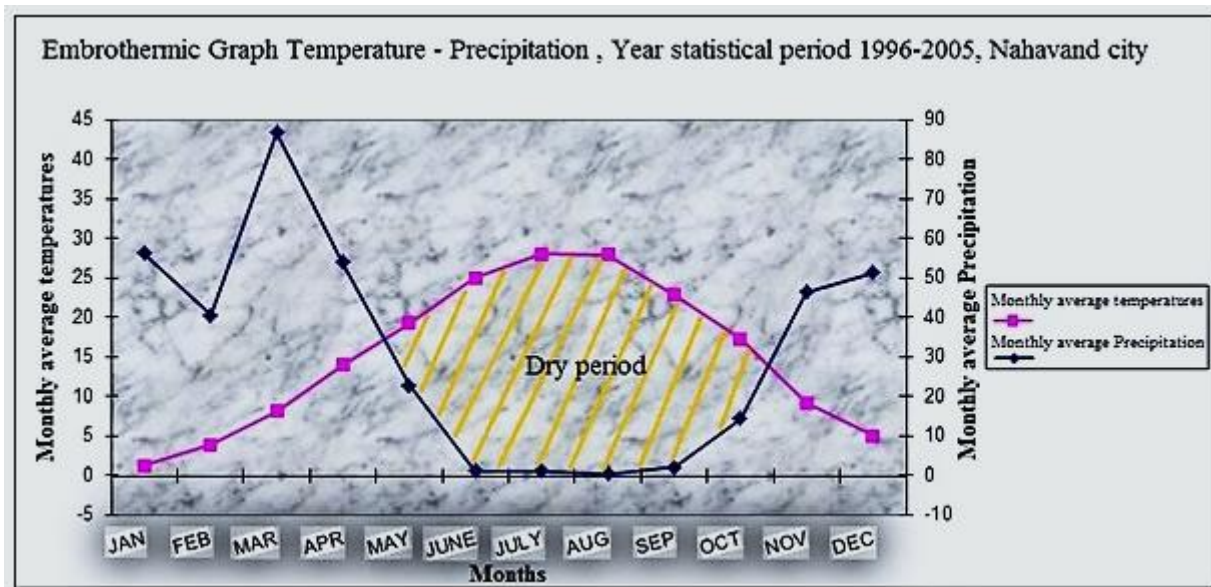 Embrothermic Graph Temperature - Precipitation , Year statistical period 1996-2005, Nahavand city
Monthly average temperatures
45
40
35
30
25
20
15
10
5
0
-5
Dry period
90
80
70
60
50
40
30
20
10
0
-10
Monthly average Precipitation
Monthly average temperatures
Monthly average Precipitation
JAN FEB MAR APR MAY JUNE JULY AUG SEP OCT NOV DEC
Months